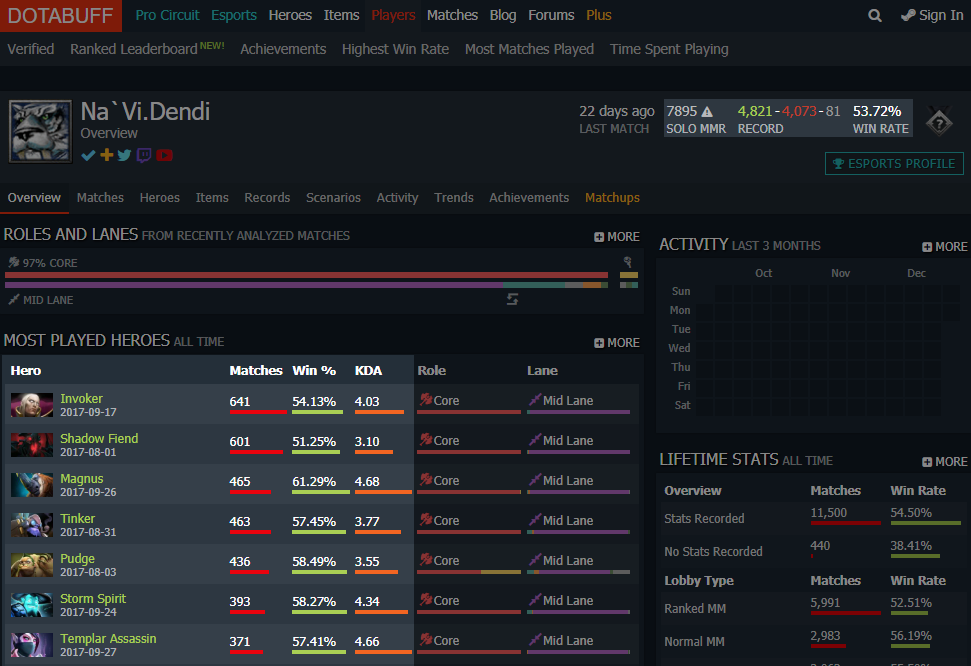 DOTABUFF Pro Circuit Esports Heroes Items Players Matches Blog Forums Plus Sign In
Verified Ranked Leaderboard NEW! Achievements Highest Win Rate Most Matches Played Time Spent Playing
Na`Vi.Dendi
Overview
22 days ago
LAST MATCH
7895
SOLO MMR
4,821-4,073-81
RECORD
53.72%
WIN RATE
ESPORTS PROFILE
Overview Matches Heroes Items Records Scenarios Activity Trends Achievements Matchups
ROLES AND LANES FROM RECENTLY ANALYZED MATCHES MORE
97% CORE
MID LANE
MOST PLAYED HEROES ALL TIME MORE
Hero Matches Win % KDA Role Lane
Invoker
2017-09-17
641 54.13% 4.03 Core Mid Lane
Shadow Fiend
2017-08-01
601 51.25% 3.10 Core Mid Lane
Magnus
2017-09-26
465 61.29% 4.68 Core Mid Lane
Tinker
2017-08-31
463 57.45% 3.77 Core Mid Lane
Pudge
2017-08-03
436 58.49% 3.55 Core Mid Lane
Storm Spirit
2017-09-24
393 58.27% 4.34 Core Mid Lane
Templar Assassin
2017-09-27
371 57.41% 4.66 Core Mid Lane
ACTIVITY LAST 3 MONTHS MORE
Oct Nov Dec
Sun
Mon
Tue
Wed
Thu
Fri
Sat
LIFETIME STATS ALL TIME MORE
Overview Matches Win Rate
Stats Recorded 11,500 54.50%
No Stats Recorded 440 38.41%
Lobby Type Matches Win Rate
Ranked MM 5,991 52.51%
Normal MM 2,983 56.19%